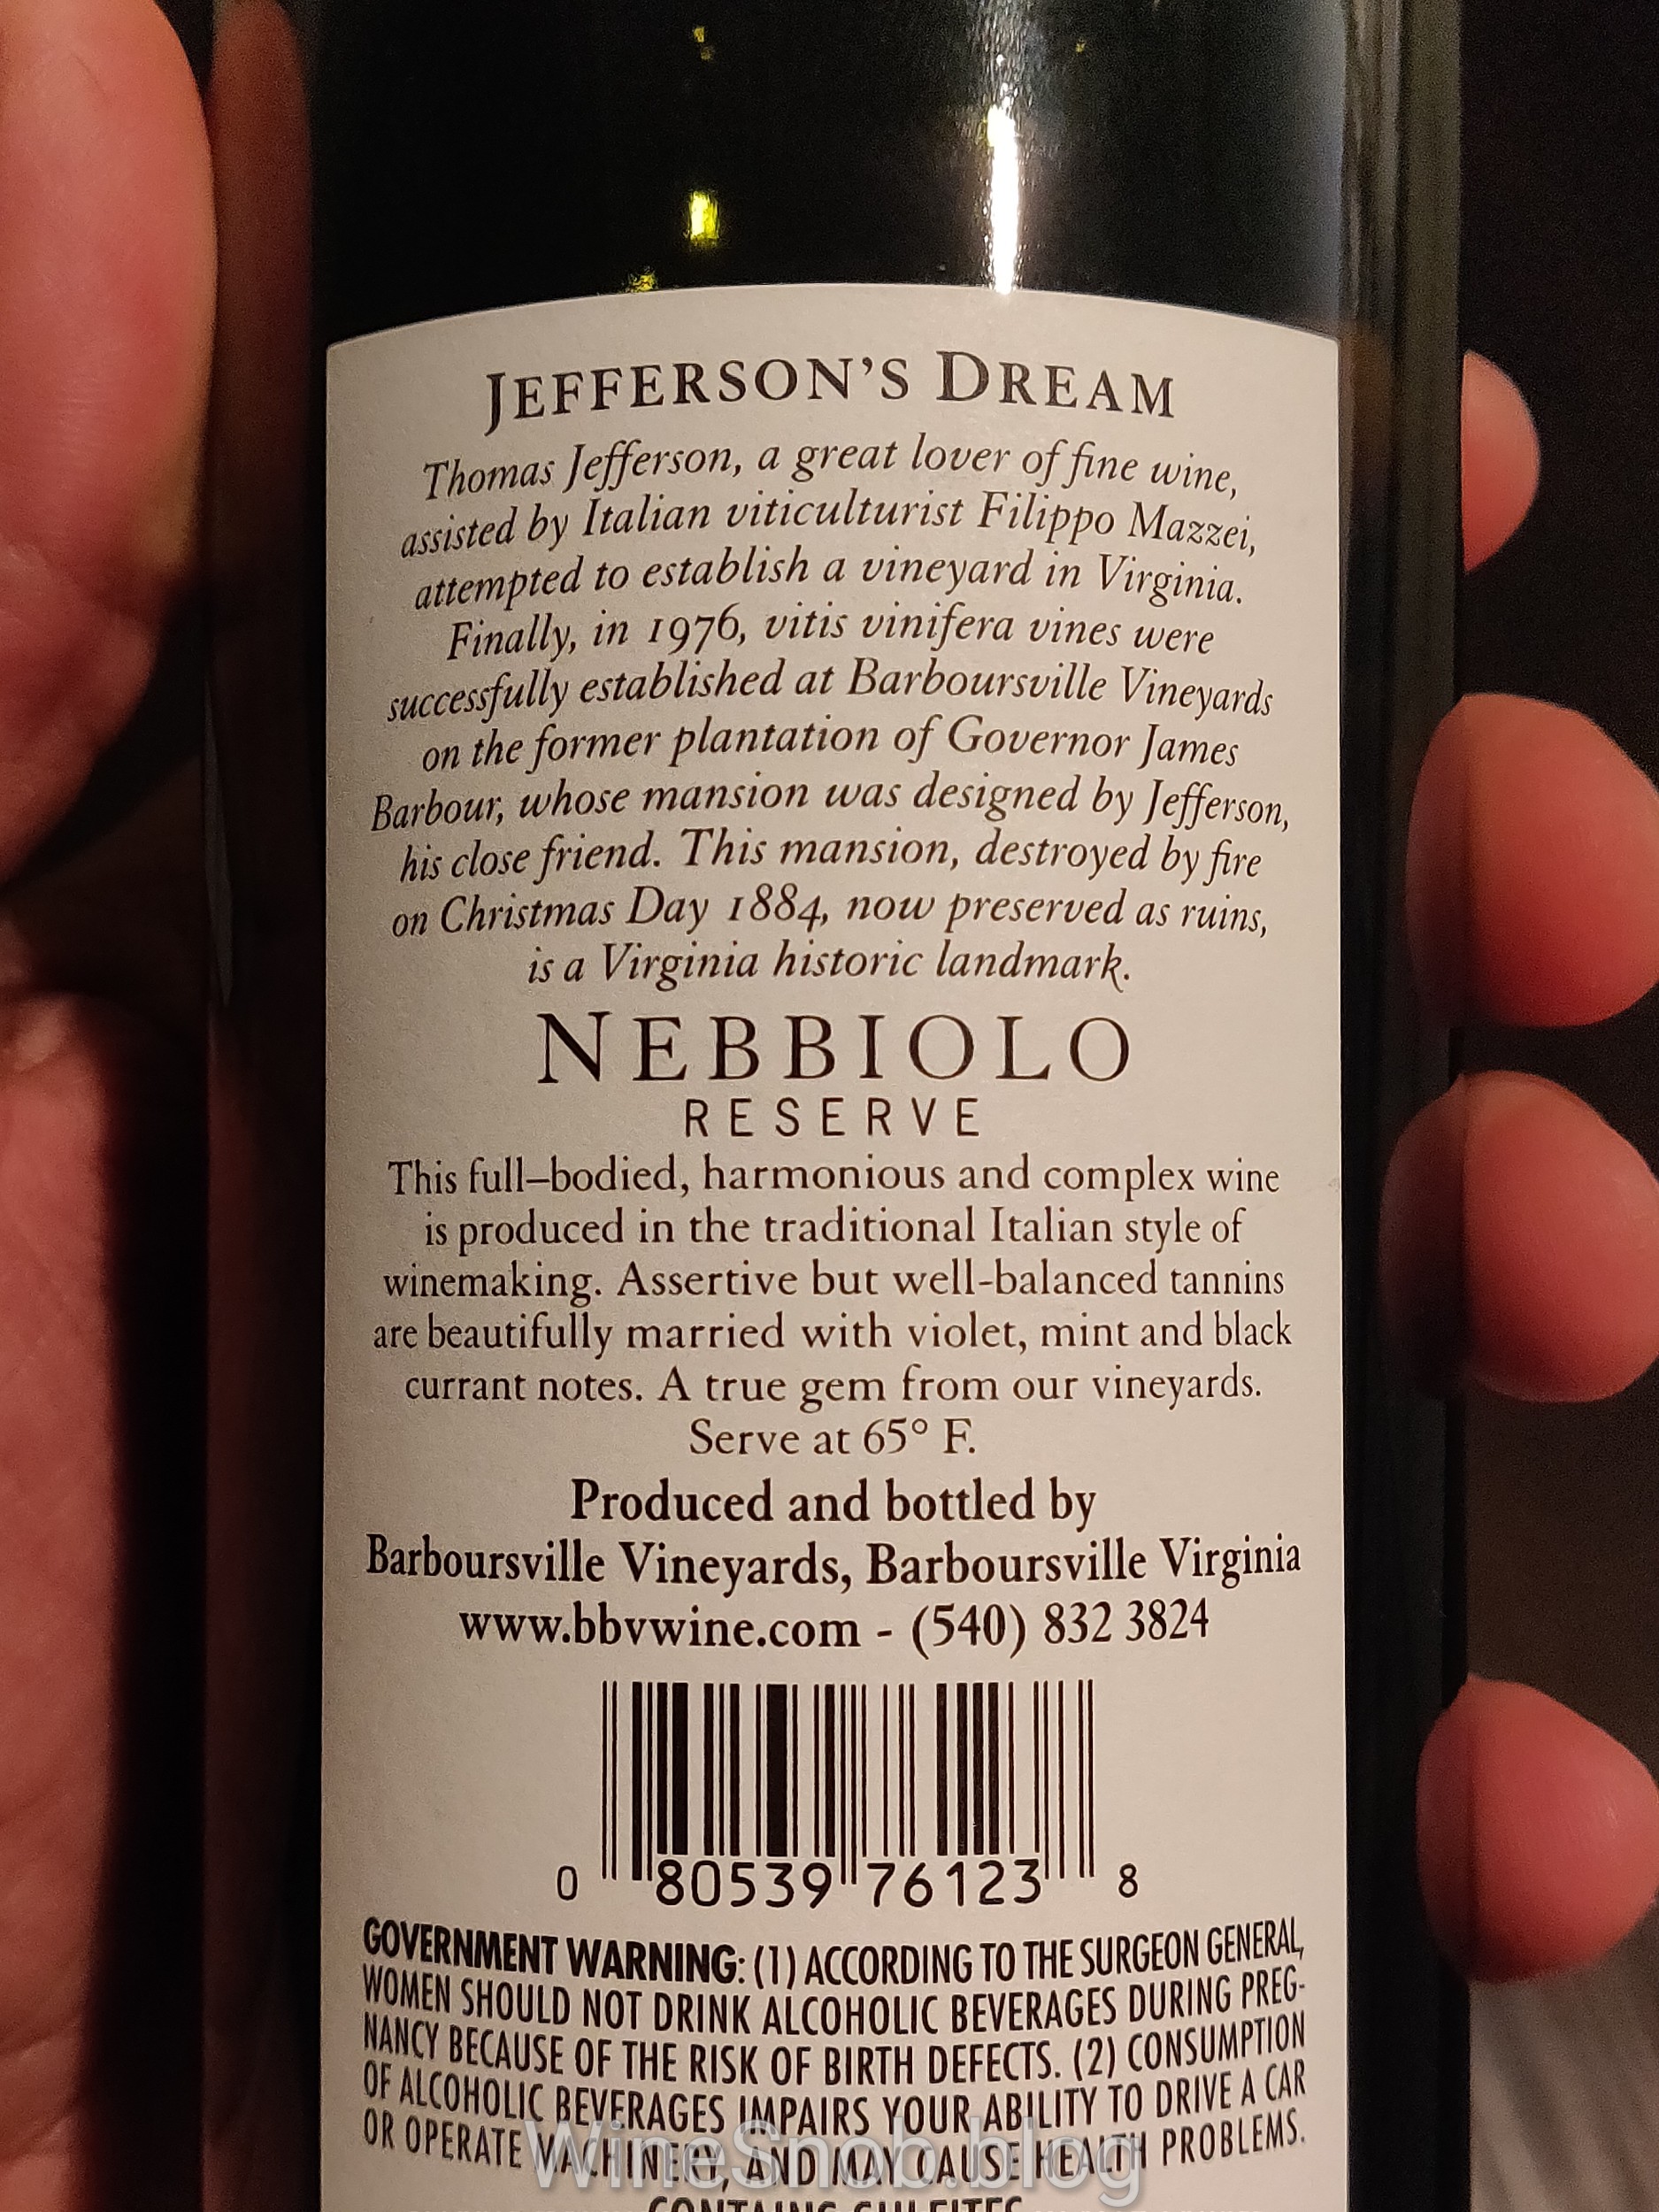 JEFFERSON'S DREAM
Thomas Jefferson, a great lover of fine wine,
assisted by Italian viticulturist Filippo Mazzei,
attempted to establish a vineyard in Virginia.
Finally, in 1976, vitis vinifera vines were
successfully established at Barboursville Vineyards
on the former plantation of Governor James
Barbour, whose mansion was designed by Jefferson,
his close friend. This mansion, destroyed by fire
on Christmas Day 1884, now preserved as ruins,
is a Virginia historic landmark.
NEBBIOLO
RESERVE
This full–bodied, harmonious and complex wine
is produced in the traditional Italian style of
winemaking. Assertive but well-balanced tannins
are beautifully married with violet, mint and black
currant notes. A true gem from our vineyards.
Serve at 65° F.
Produced and bottled by
Barboursville Vineyards, Barboursville Virginia
www.bbvwine.com - (540) 832 3824
0 80539 76123 8
GOVERNMENT WARNING: (1) ACCORDING TO THE SURGEON GENERAL,
WOMEN SHOULD NOT DRINK ALCOHOLIC BEVERAGES DURING PREG-
NANCY BECAUSE OF THE RISK OF BIRTH DEFECTS. (2) CONSUMPTION
OF ALCOHOLIC BEVERAGES IMPAIRS YOUR ABILITY TO DRIVE A CAR
OR OPERATE MACHINERY, AND MAY CAUSE HEALTH PROBLEMS.
WineSnob.blog
CONTAINS SULFITES